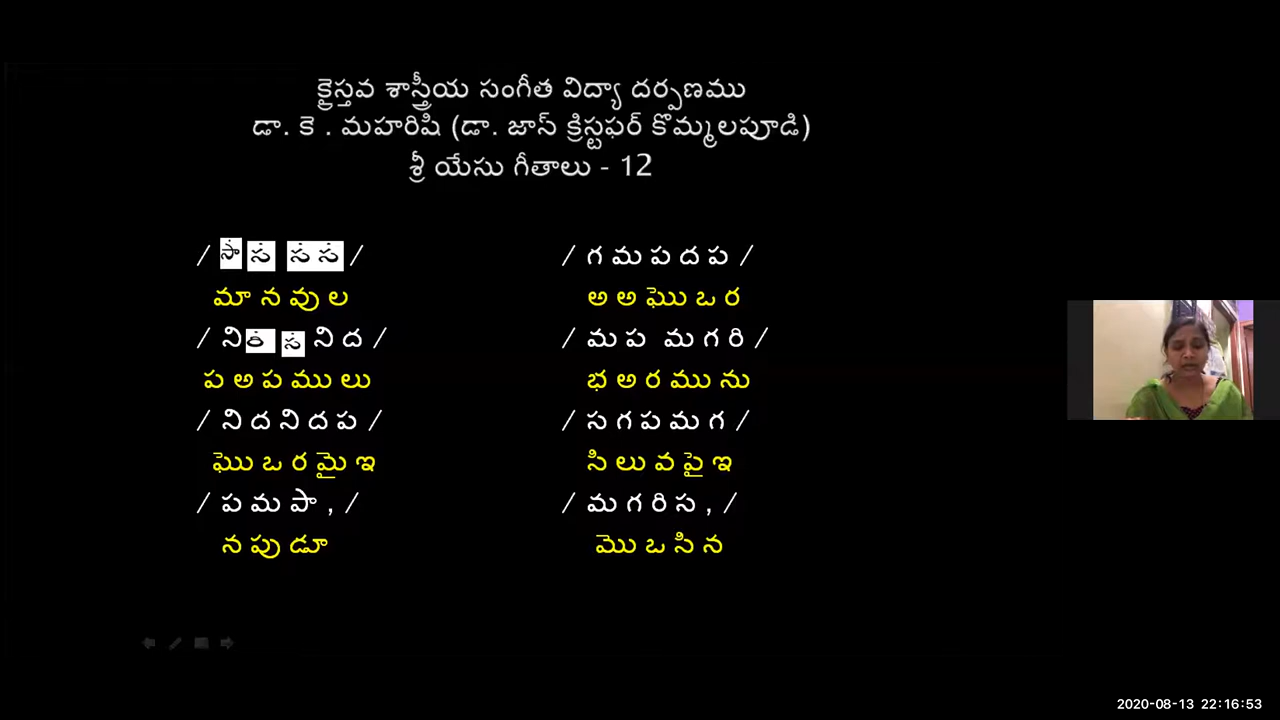 క్రైస్తవ శాస్త్రీయ సంగీత విద్యా దర్పణము
డా. కె . మహరిషి (డా. జాస్ క్రిస్టఫర్ కొమ్మలపూడి)
శ్రీ యేసు గీతాలు - 12
/ సా̇ స̇ స̇ స̇ /
మా న వు ల
/ ని రి̇ స̇ ని ద /
ప అ ప ము లు
/ ని ద ని ద ప /
ఘొ ఒ ర మై ఇ
/ ప మ పా , /
న పు డూ
/ గ మ ప ద ప /
అ అ ఘొ ఒ ర
/ మ ప మ గ రి /
భ అ ర ము ను
/ స గ ప మ గ /
సి లు వ పై ఇ
/ మ గ రి స , /
మొ ఒ సి న
2020-08-13 22:16:53